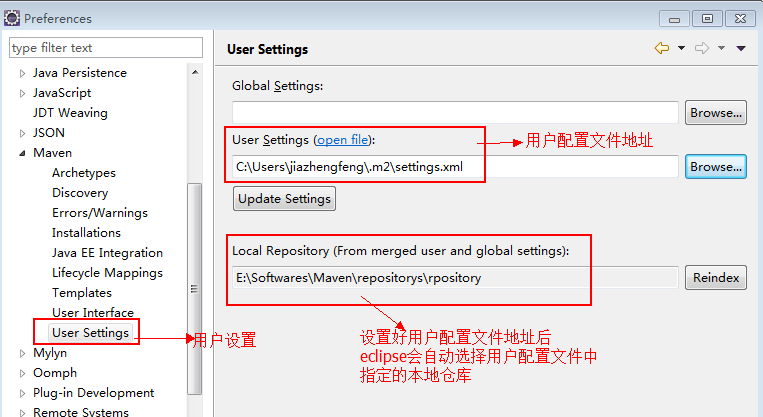 Preferences
type filter text
Java Persistence
JavaScript
JDT Weaving
JSON
Maven
Archetypes
Discovery
Errors/Warnings
Installations
Java EE Integration
Lifecycle Mappings
Templates
User Interface
User Settings
Mylyn
Oomph
Plug-in Development
Remote Systems
用户设置
User Settings
Global Settings:
Browse...
User Settings (open file):
用户配置文件地址
C:\Users\jiazhengfeng\.m2\settings.xml
Browse...
Update Settings
Local Repository (From merged user and global settings):
E:\Softwares\Maven\repositorys\rpository
Reindex
设置好用户配置文件地址后
eclipse会自动选择用户配置文件中
指定的本地仓库